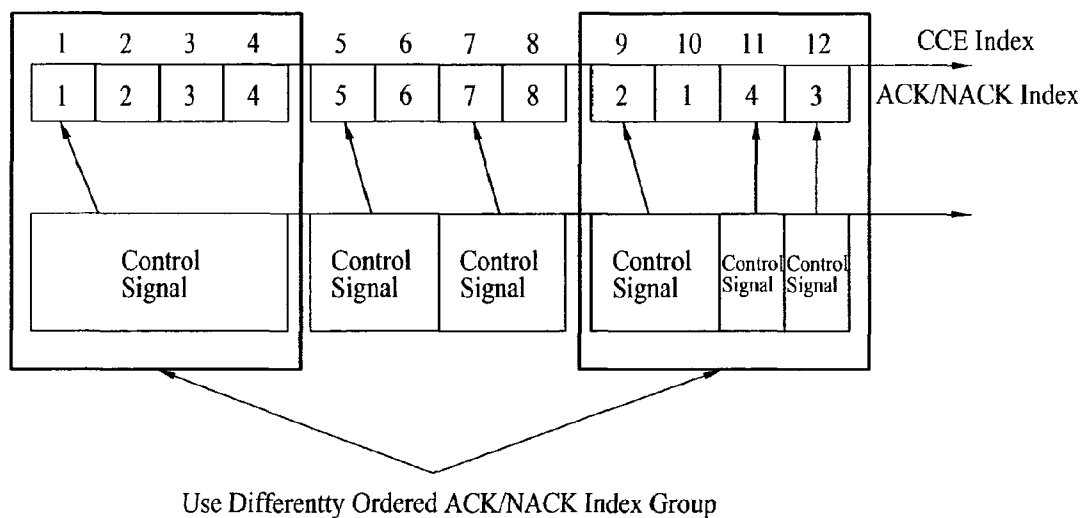 1 2 3 4 5 6 7 8 9 10 11 12 CCE Index
1 2 3 4 5 6 7 8 2 1 4 3 ACK/NACK Index
Control Signal
Control Signal
Control Signal
Control Signal
Control Signal
Control Signal
Use Differentty Ordered ACK/NACK Index Group